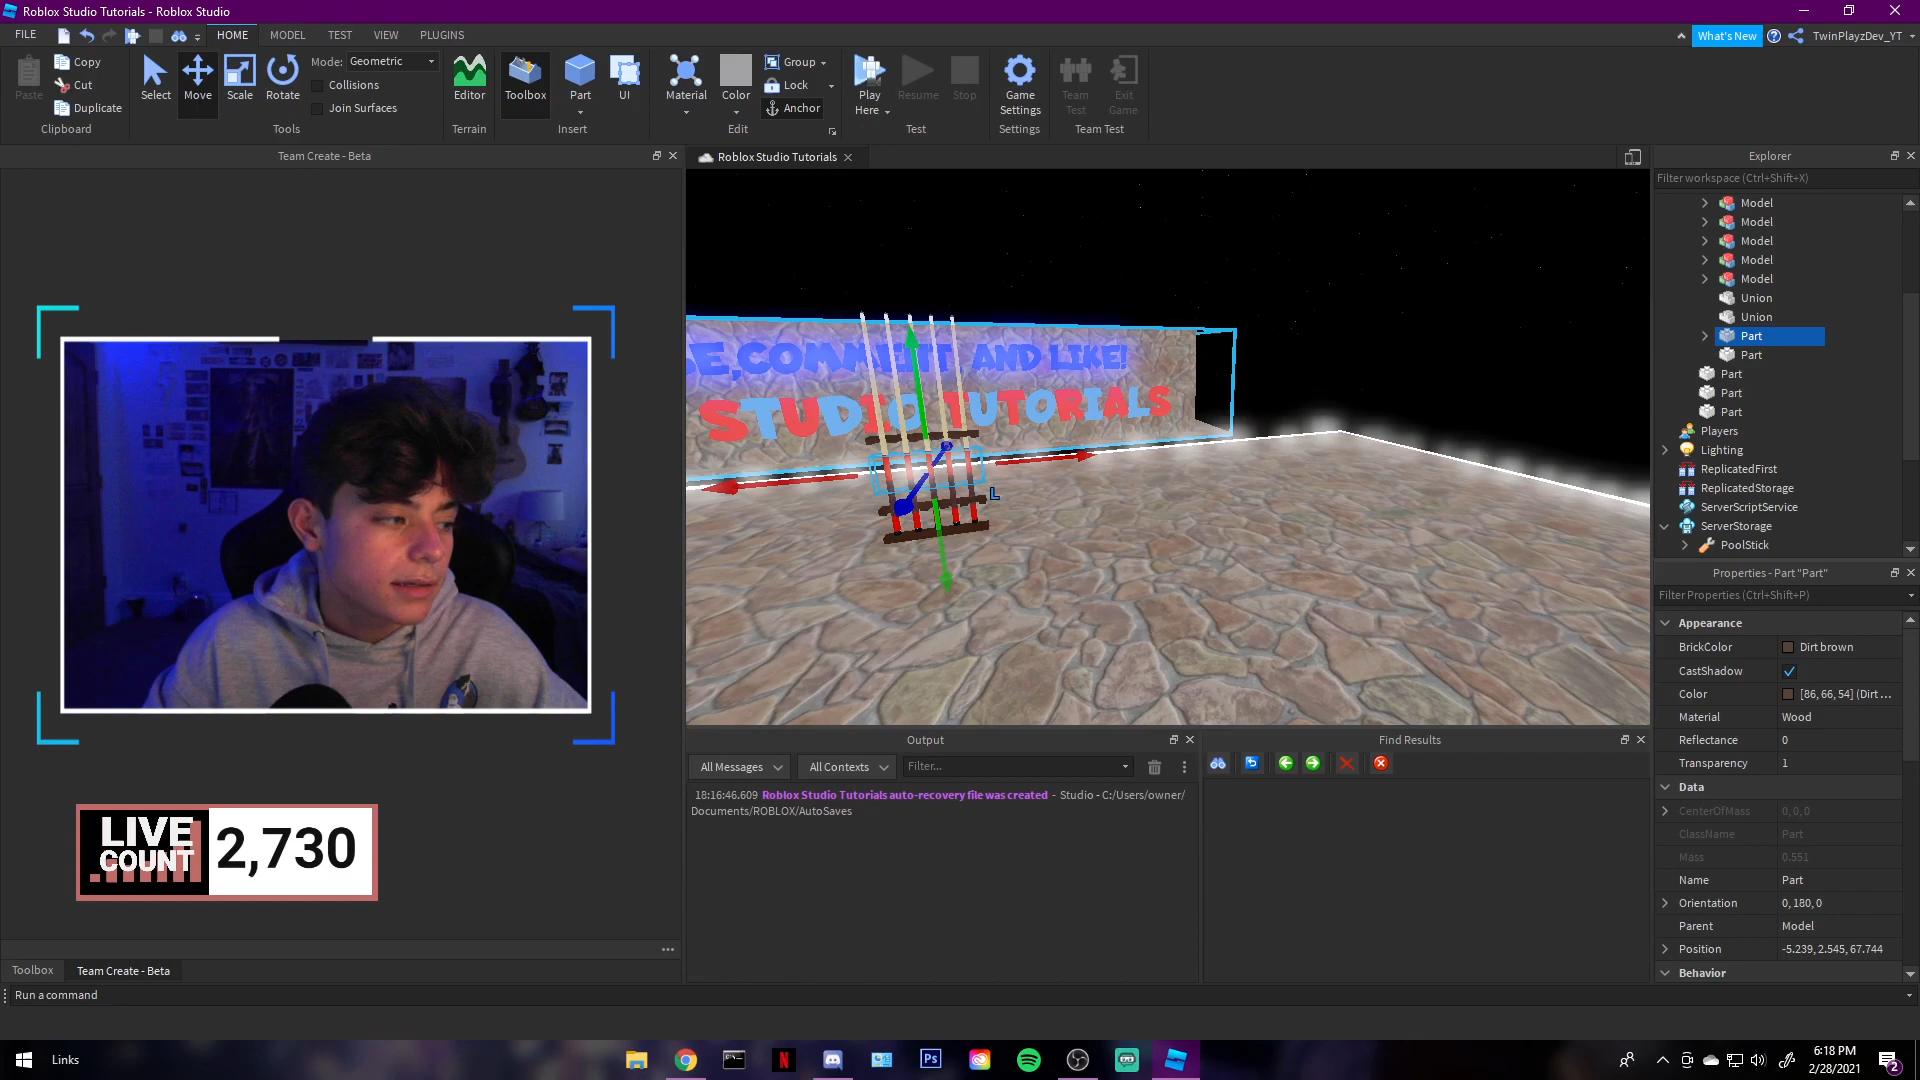 Roblox Studio Tutorials - Roblox Studio
FILE HOME MODEL TEST VIEW PLUGINS What's New TwinPlayzDev_YT
Paste Copy Cut Duplicate
Clipboard
Select Move Scale Rotate
Mode: Geometric
Collisions
Join Surfaces
Tools
Editor
Terrain
Toolbox Part UI
Insert
Material Color Group Lock Anchor
Edit
Play Here Resume Stop
Test
Game Settings
Settings
Team Test Exit Game
Team Test
Team Create - Beta
Roblox Studio Tutorials
Explorer
Filter workspace (Ctrl+Shift+X)
Model
Model
Model
Model
Model
Union
Union
Part
Part
Part
Part
Part
Players
Lighting
ReplicatedFirst
ReplicatedStorage
ServerScriptService
ServerStorage
PoolStick
BE,COMMENT AND LIKE!
STUDIO TUTORIALS
L
LIVE
COUNT 2,730
Output
All Messages All Contexts Filter...
18:16:46.609 Roblox Studio Tutorials auto-recovery file was created - Studio - C:/Users/owner/
Documents/ROBLOX/AutoSaves
Find Results
Properties - Part "Part"
Filter Properties (Ctrl+Shift+P)
Appearance
BrickColor Dirt brown
CastShadow
Color [86, 66, 54] (Dirt ...
Material Wood
Reflectance 0
Transparency 1
Data
CenterOfMass 0, 0, 0
ClassName Part
Mass 0.551
Name Part
Orientation 0, 180, 0
Parent Model
Position -5.239, 2.545, 67.744
Behavior
Toolbox Team Create - Beta
Run a command
Links
Ps
6:18 PM
2/28/2021
2